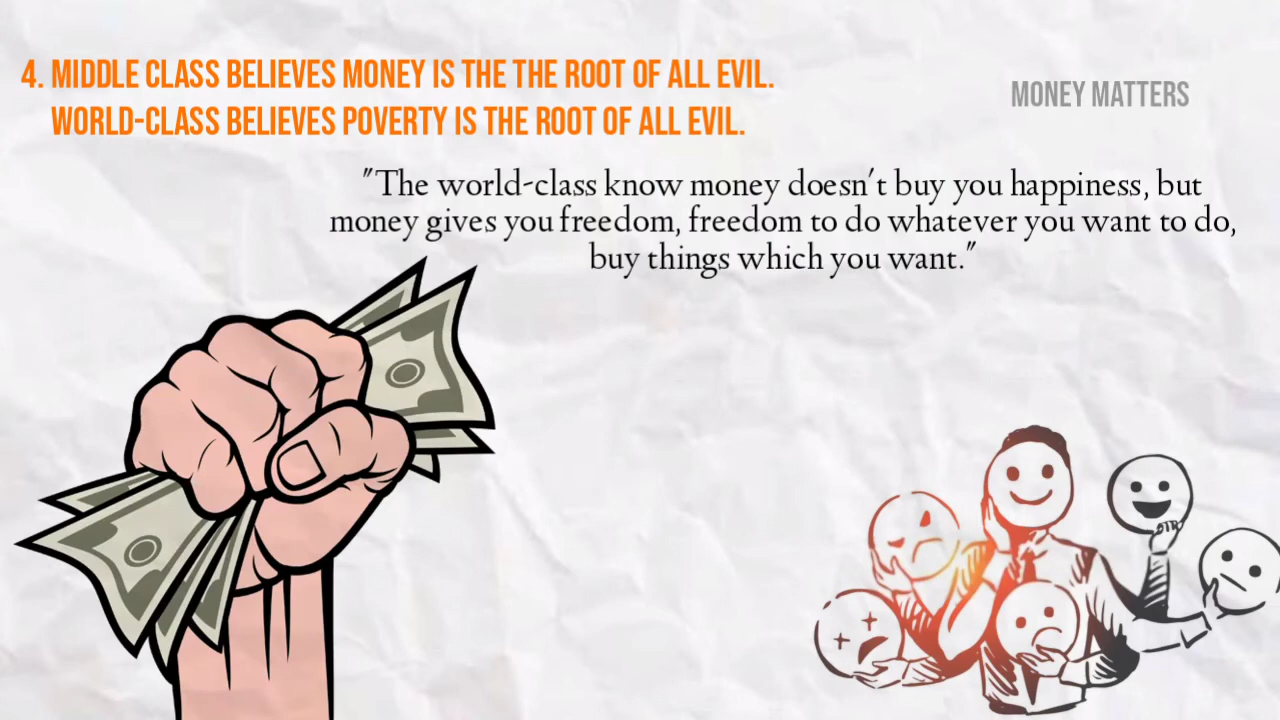 4. MIDDLE CLASS BELIEVES MONEY IS THE THE ROOT OF ALL EVIL.
WORLD-CLASS BELIEVES POVERTY IS THE ROOT OF ALL EVIL.
MONEY MATTERS
"The world-class know money doesn't buy you happiness, but
money gives you freedom, freedom to do whatever you want to do,
buy things which you want."